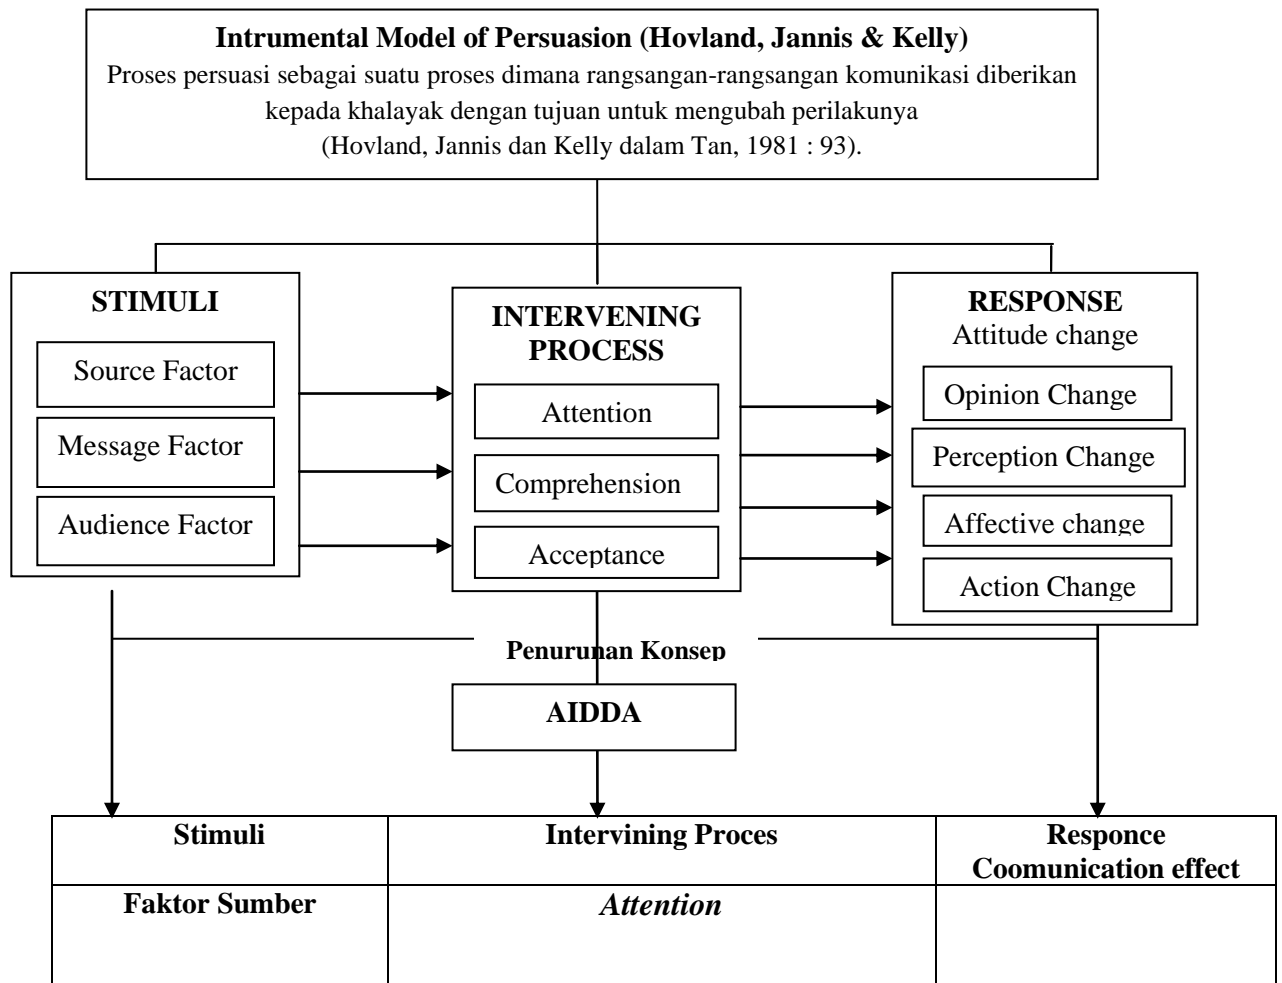 Intrumental Model of Persuasion (Hovland, Jannis & Kelly)
Proses persuasi sebagai suatu proses dimana rangsangan-rangsangan komunikasi diberikan
kepada khalayak dengan tujuan untuk mengubah perilakunya
(Hovland, Jannis dan Kelly dalam Tan, 1981 : 93).
STIMULI
Source Factor
Message Factor
Audience Factor
INTERVENING
PROCESS
Attention
Comprehension
Acceptance
RESPONSE
Attitude change
Opinion Change
Perception Change
Affective change
Action Change
Penurunan Konsep
AIDDA
Stimuli
Intervining Proces
Responce
Coomunication effect
Faktor Sumber
Attention